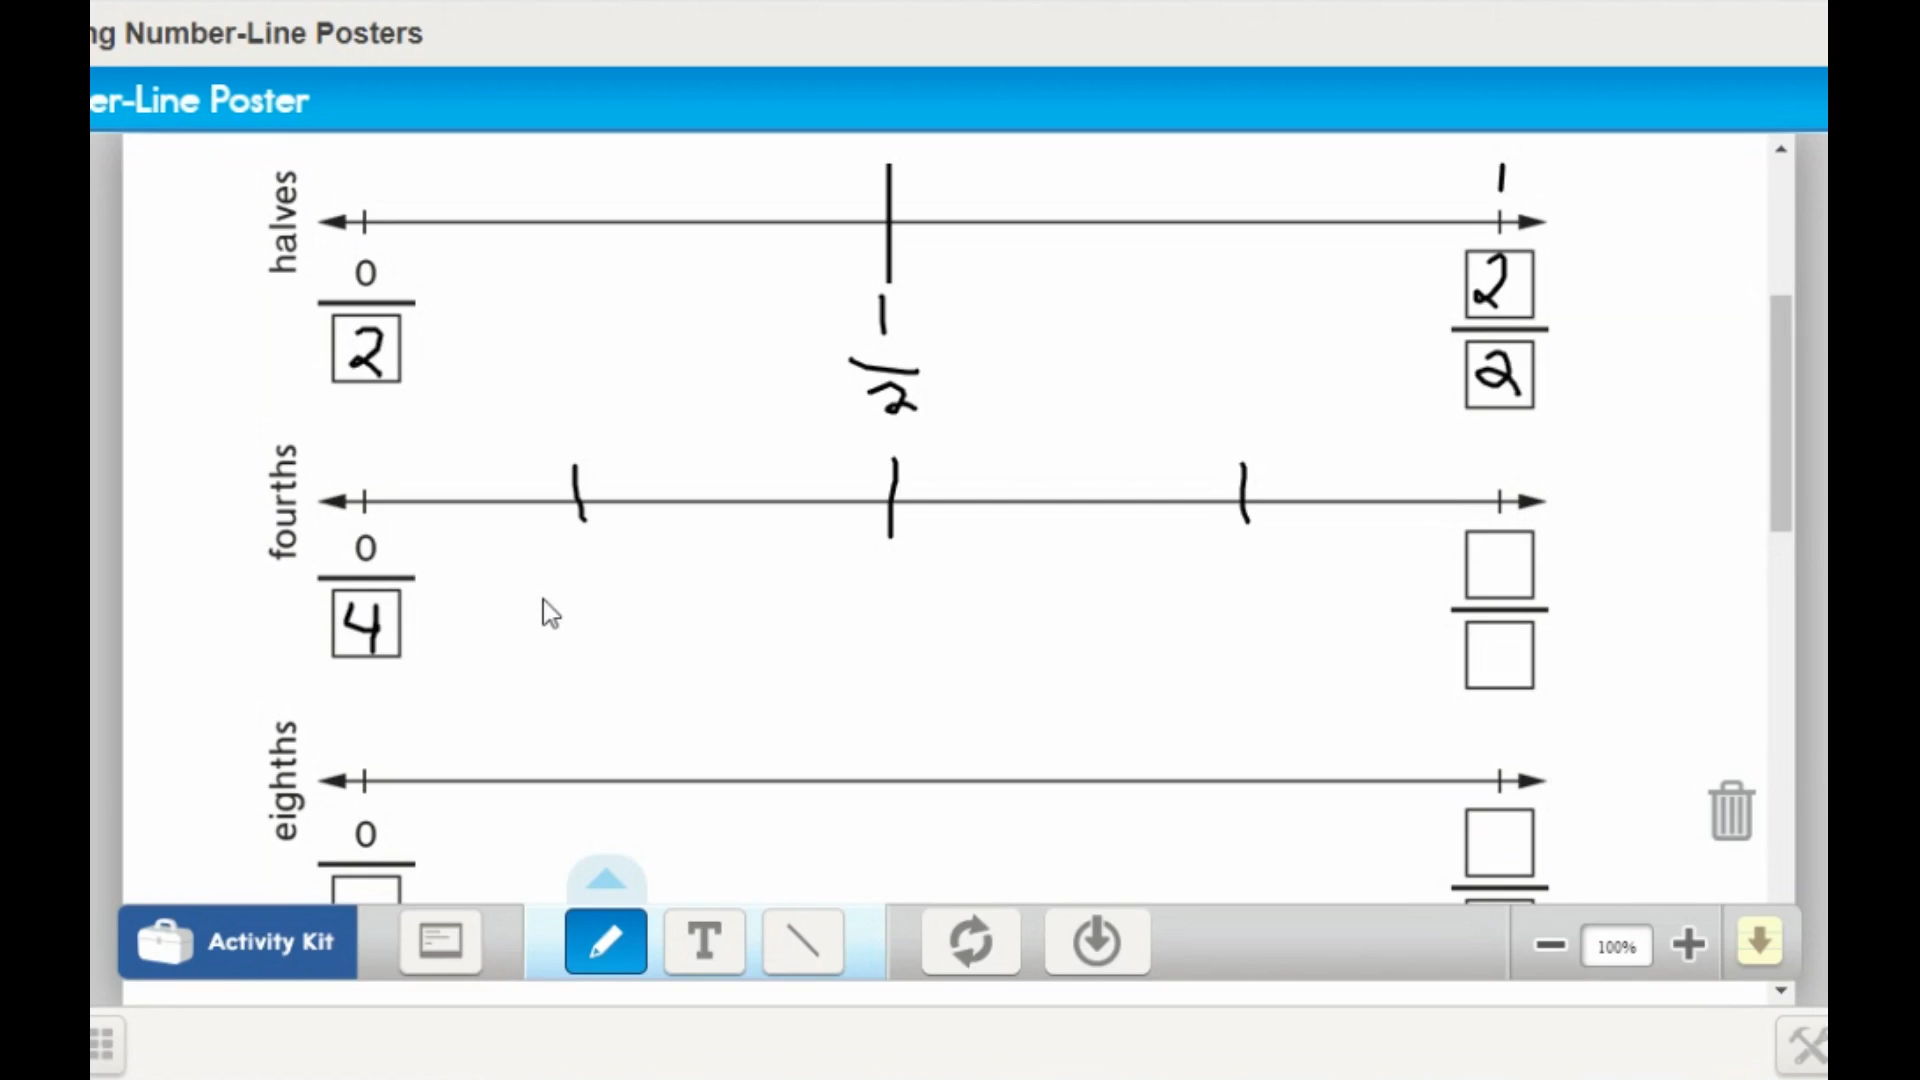 ng Number-Line Posters
er-Line Poster
halves
1
0
2
1
2
2
2
fourths
0
4
eighths
0
Activity Kit
T
100%